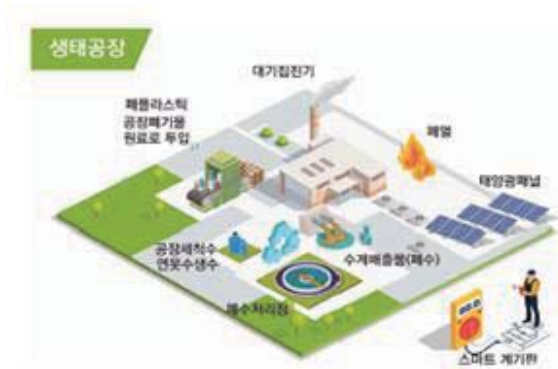 생태공장
대기집진기
폐플라스틱
공장폐기물
원료로 투입
폐열
태양광패널
공장세척수
연못수생수
수계배출물(폐수)
폐수처리장
스마트 계기판